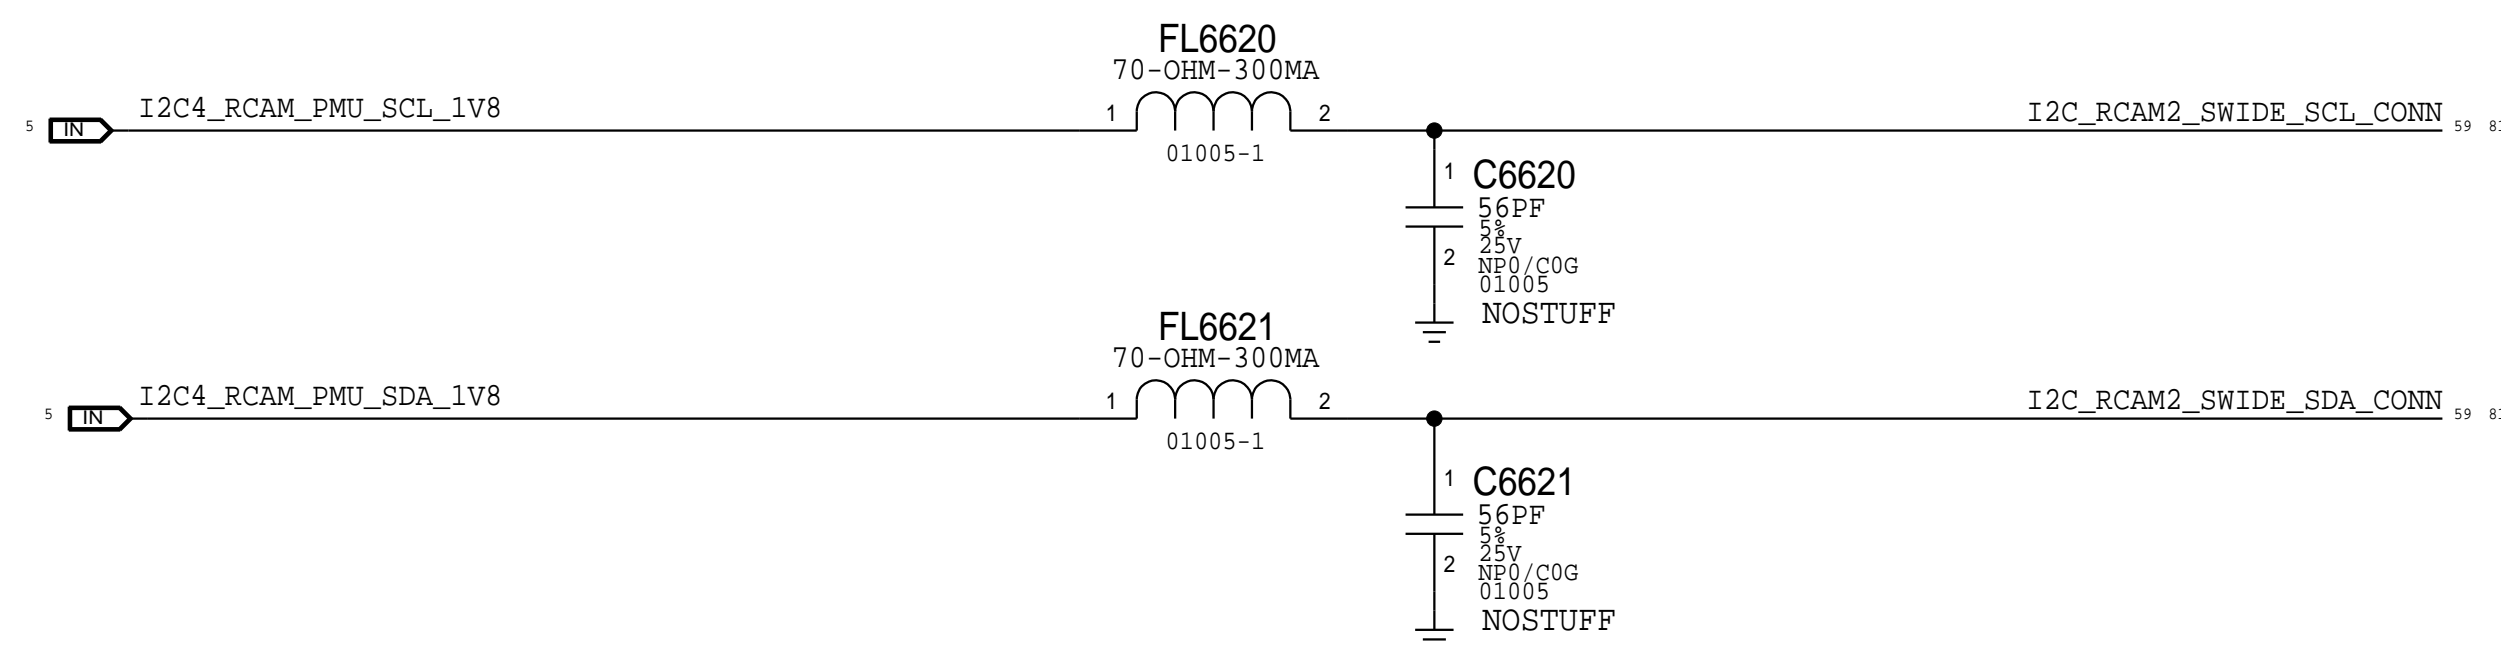 FL6620
70-OHM-300MA
I2C4_RCAM_PMU_SCL_1V8
I2C_RCAM2_SWIDE_SCL_CONN
5 IN
1 2
59
01005-1
1 C6620
56PF
5%
25V
2
NP0/C0G
01005
NOSTUFF
FL6621
70-OHM-300MA
I2C4_RCAM_PMU_SDA_1V8
I2C_RCAM2_SWIDE_SDA_CONN
5 IN
1 2
59
01005-1
1 C6621
56PF
5%
25V
2
NP0/C0G
01005
NOSTUFF